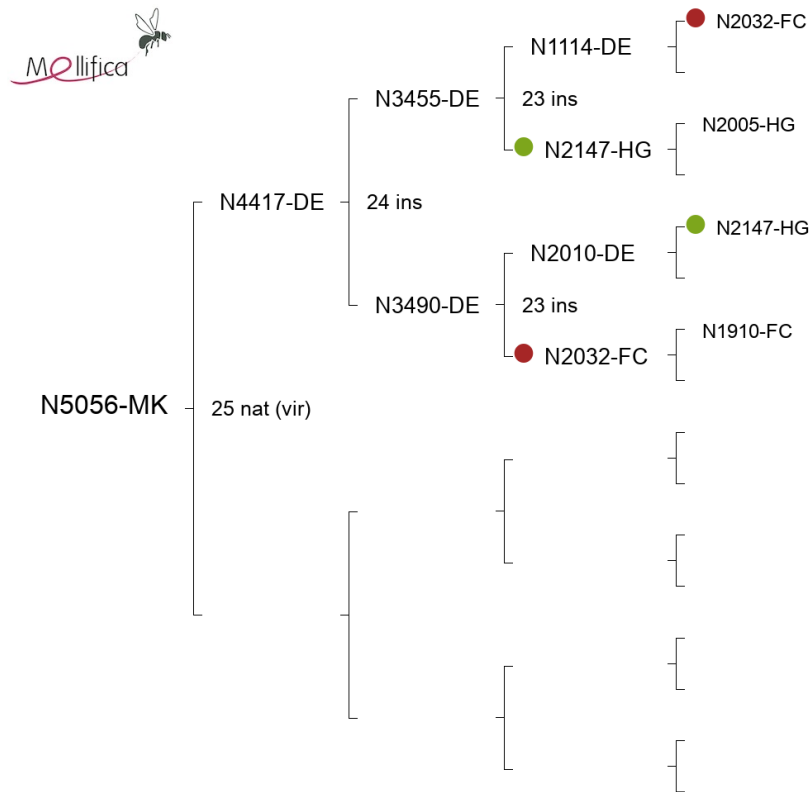 Mellifica
N2032-FC
N1114-DE
N3455-DE
23 ins
N2005-HG
N2147-HG
N4417-DE
24 ins
N2147-HG
N2010-DE
N3490-DE
23 ins
N1910-FC
N2032-FC
N5056-MK
25 nat (vir)